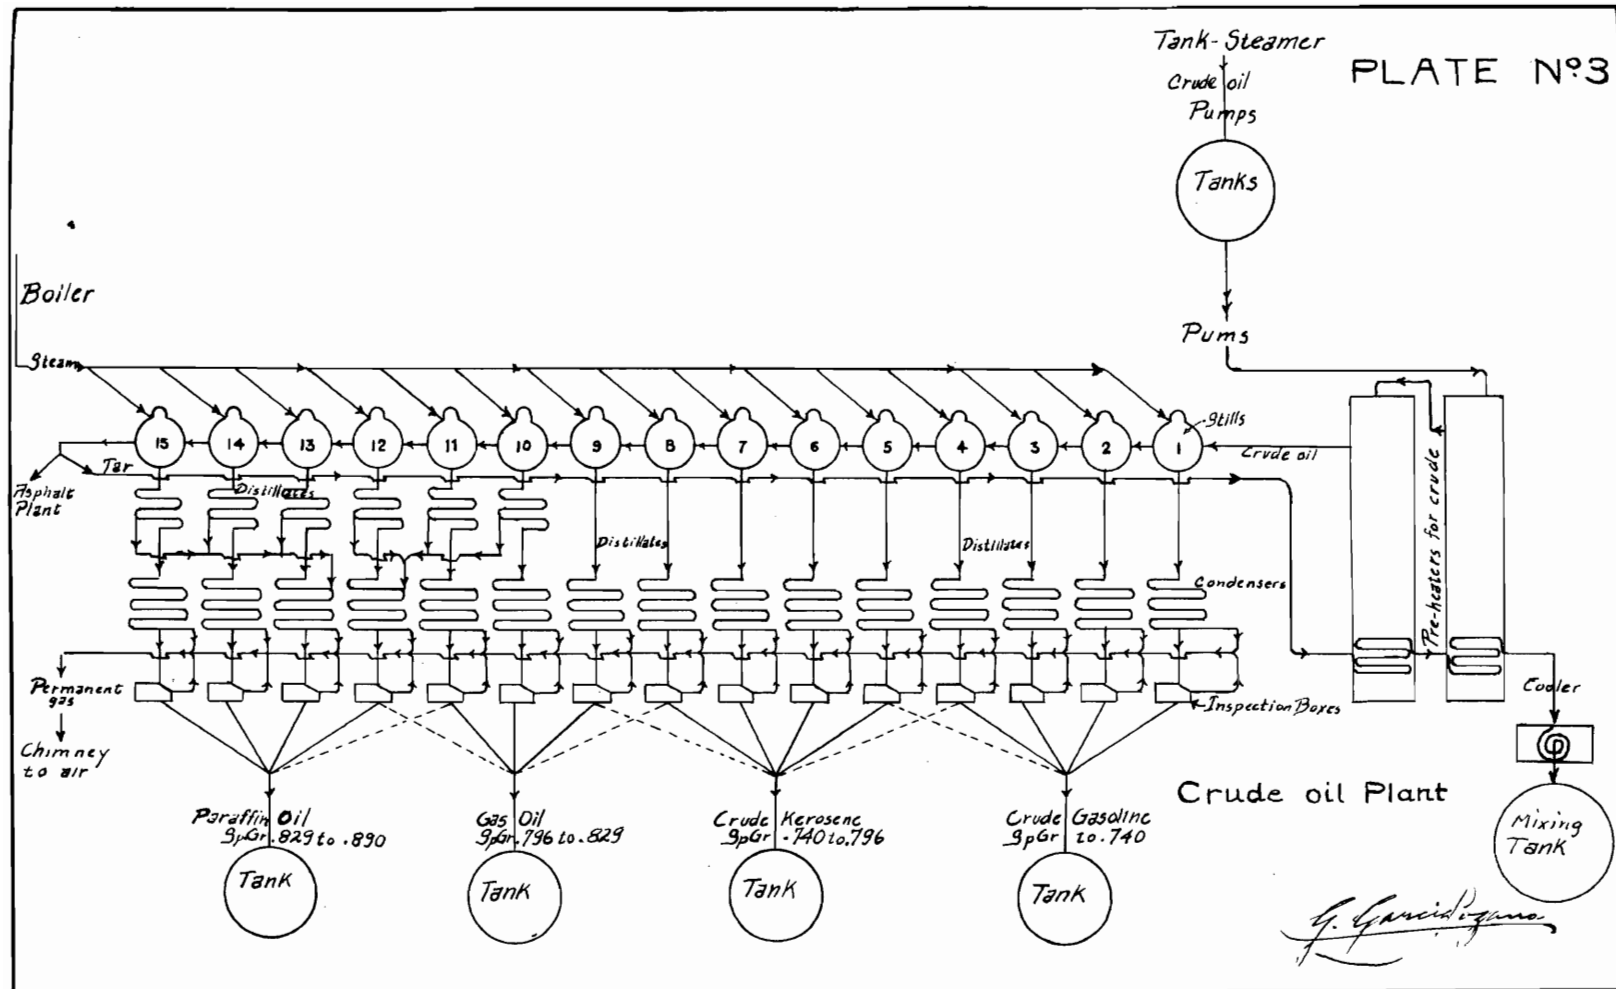 Tank-Steamer
PLATE Nº3
Crude oil
Pumps
Tanks
Boiler
Pums
Steam
15 14 13 12 11 10 9 8 7 6 5 4 3 2 1
Stills
Crude oil
Tar
Asphalt
Plant
Distillates
Distillates
Distillates
Pre-heaters for crude
Condensers
Permanent
gas
Inspection Boxes
Cooler
Chimney
to air
Crude oil Plant
Paraffin Oil
SpGr .829 to .890
Gas Oil
SpGr .796 to .829
Crude Kerosene
SpGr .740 to .796
Crude Gasoline
SpGr to .740
Mixing
Tank
Tank
Tank
Tank
Tank
G. Garcia